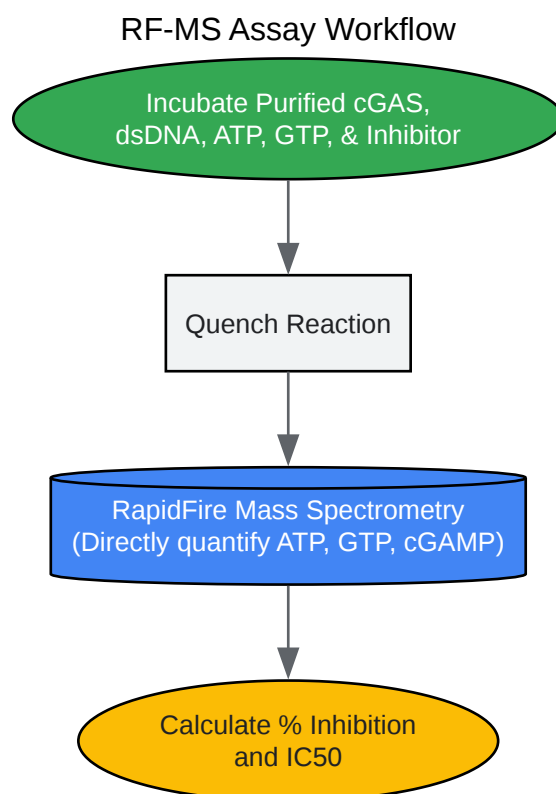 RF-MS Assay Workflow
Incubate Purified cGAS,
dsDNA, ATP, GTP, & Inhibitor
Quench Reaction
RapidFire Mass Spectrometry
(Directly quantify ATP, GTP, cGAMP)
Calculate % Inhibition
and IC50